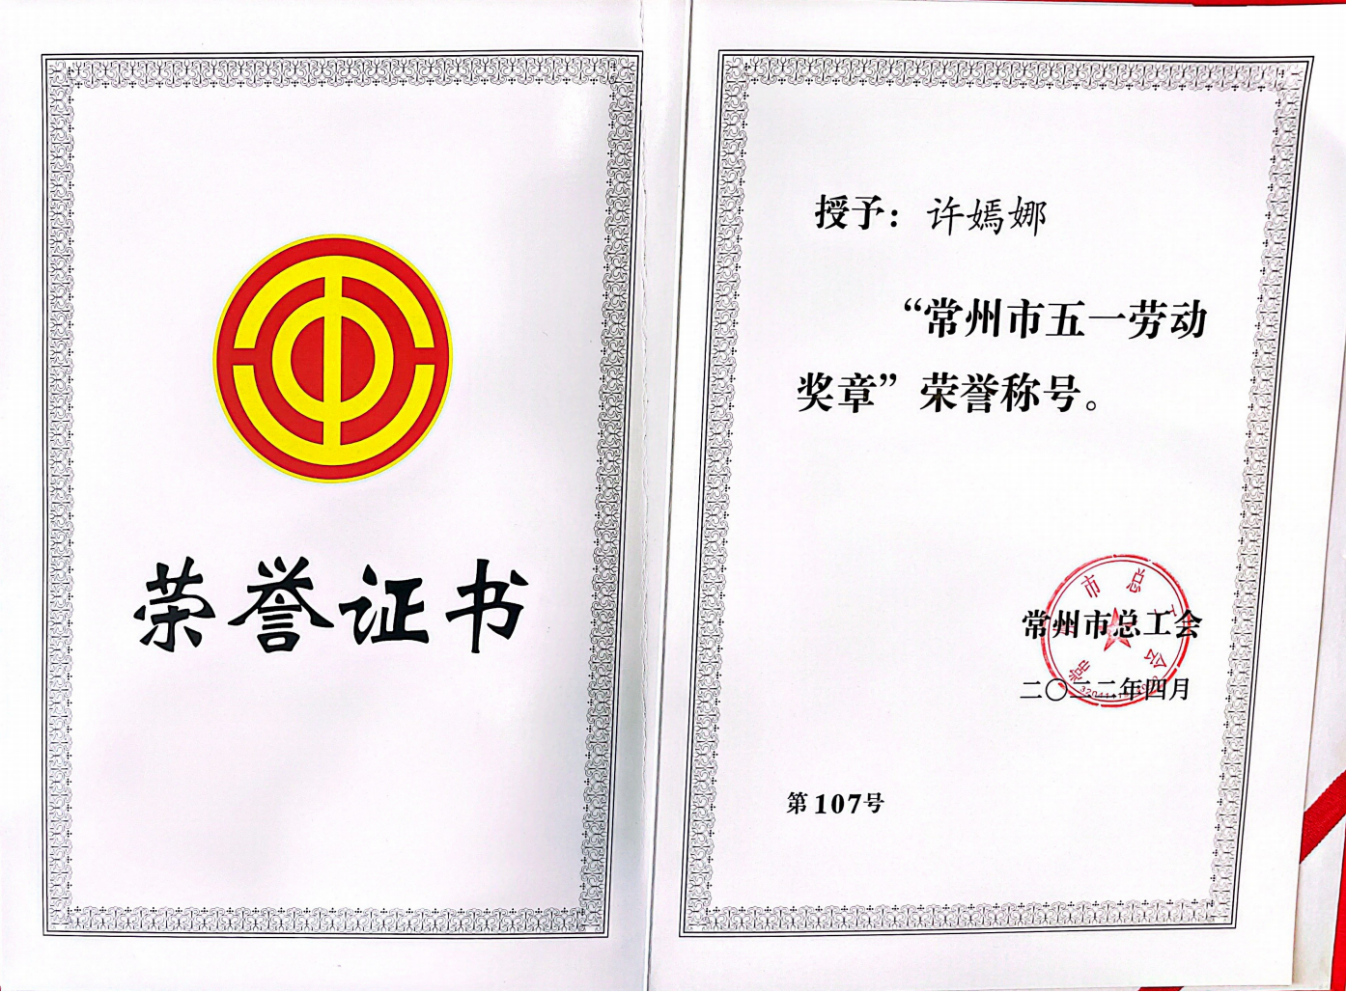 荣誉证书
授予：许嫣娜
“常州市五一劳动
奖章”荣誉称号。
常州市总工会
二〇二二年四月
第107号